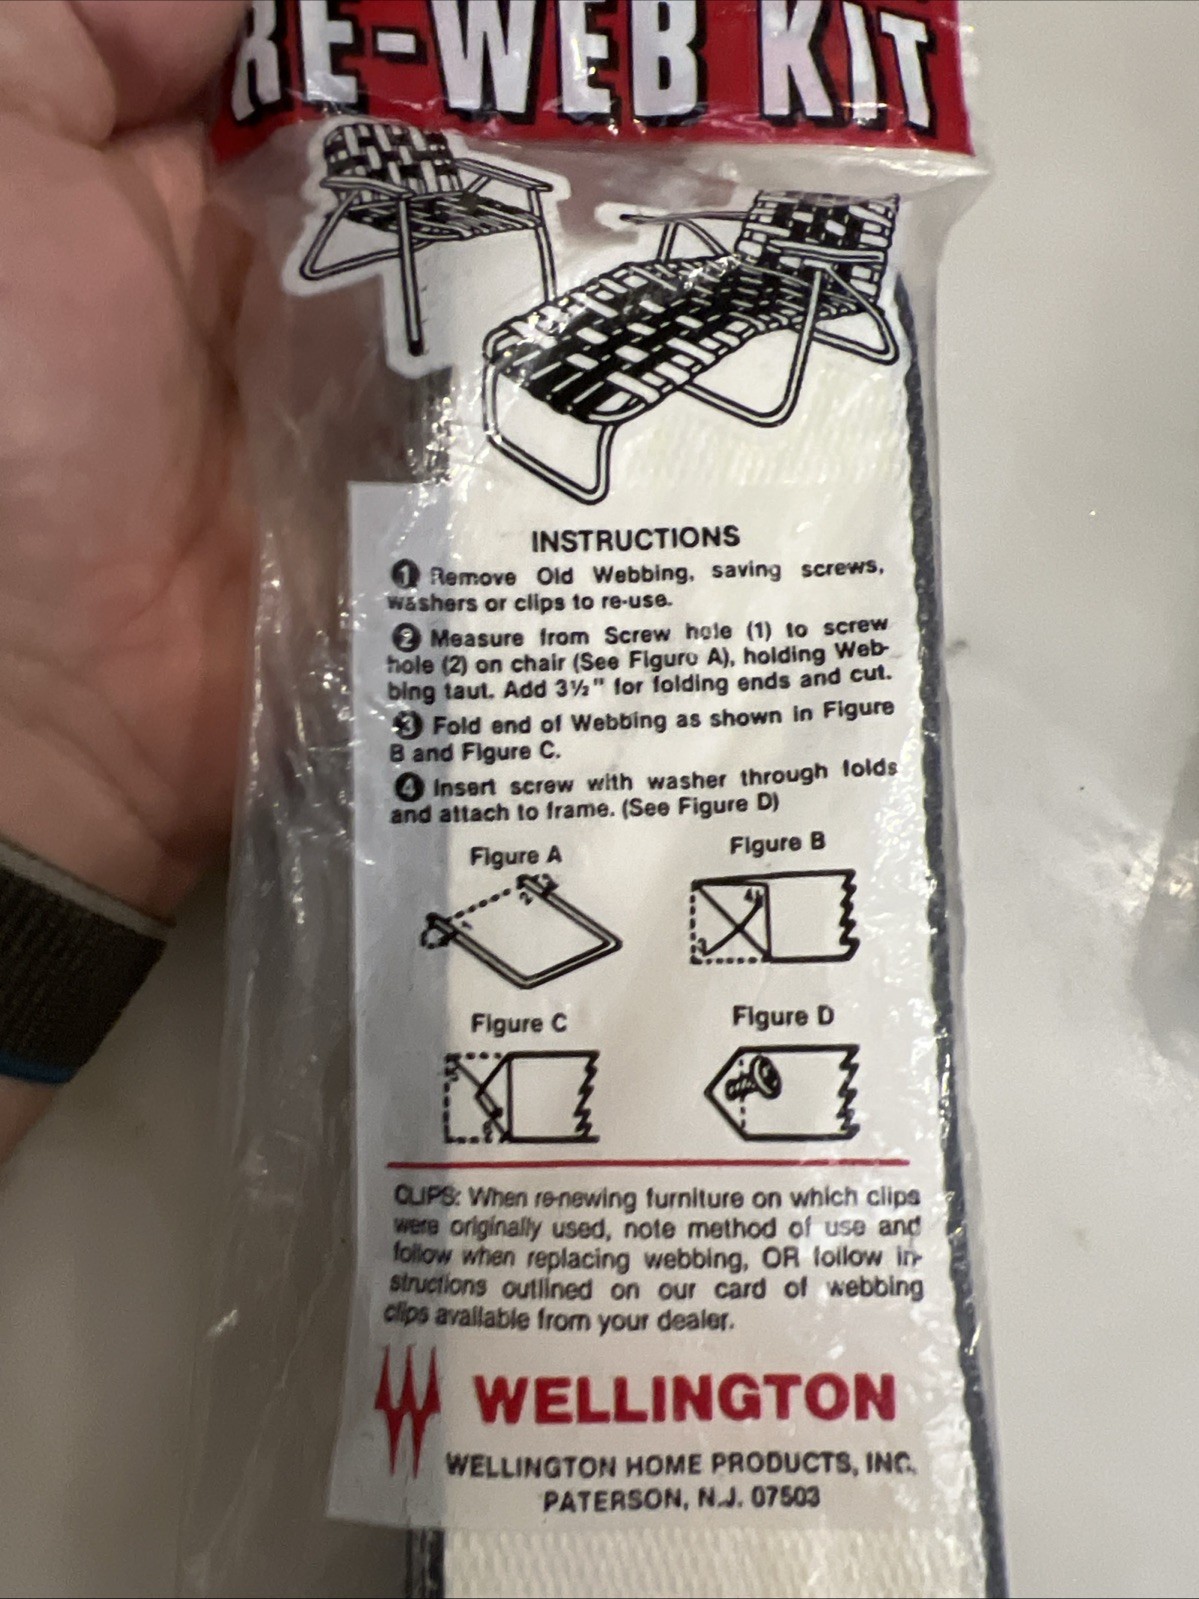 RE-WEB KIT
INSTRUCTIONS
1 Remove Old Webbing, saving screws,
washers or clips to re-use.
2 Measure from Screw hole (1) to screw
hole (2) on chair (See Figure A), holding Web-
bing taut. Add 3½" for folding ends and cut.
3 Fold end of Webbing as shown in Figure
B and Figure C.
4 Insert screw with washer through folds
and attach to frame. (See Figure D)
Figure A
Figure B
1
2
3
4
Figure C
Figure D
CLIPS: When re-newing furniture on which clips
were originally used, note method of use and
follow when replacing webbing, OR follow in-
structions outlined on our card of webbing
clips available from your dealer.
WELLINGTON
WELLINGTON HOME PRODUCTS, INC.
PATERSON, N.J. 07503